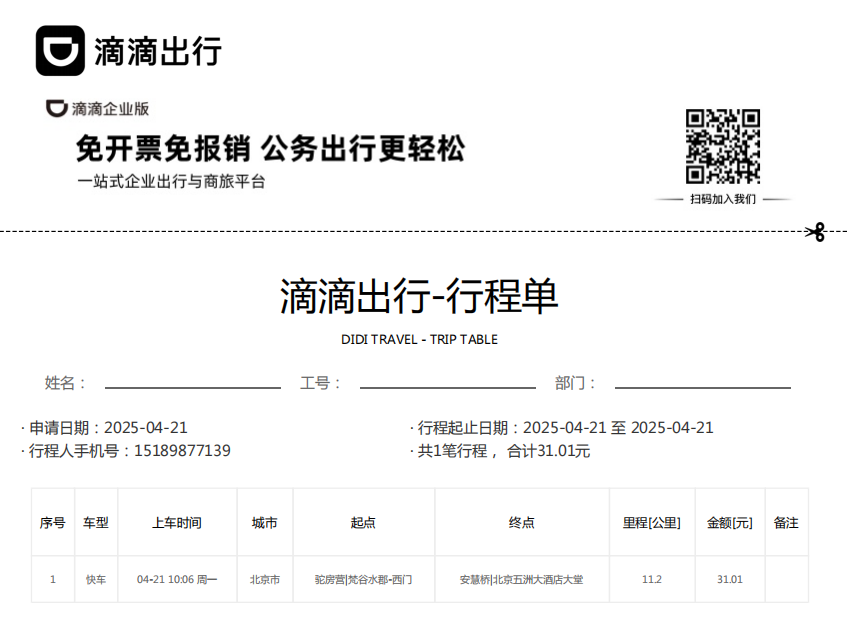 滴滴出行
滴滴企业版
免开票免报销 公务出行更轻松
一站式企业出行与商旅平台
扫码加入我们
滴滴出行-行程单
DIDI TRAVEL - TRIP TABLE
姓名： 工号： 部门：
· 申请日期：2025-04-21 · 行程起止日期：2025-04-21 至 2025-04-21
· 行程人手机号：15189877139 · 共1笔行程， 合计31.01元
序号 车型 上车时间 城市 起点 终点 里程[公里] 金额[元] 备注
1 快车 04-21 10:06 周一 北京市 驼房营|梵谷水郡-西门 安慧桥|北京五洲大酒店大堂 11.2 31.01